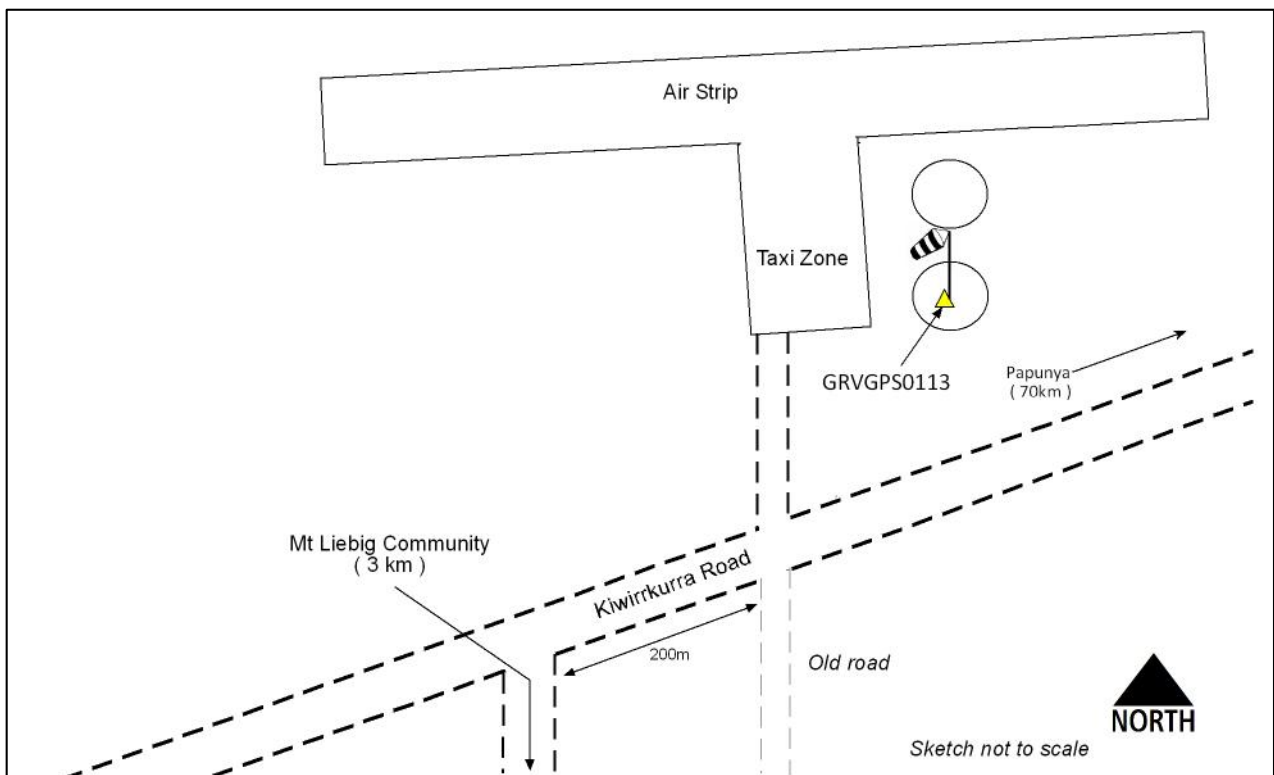 Air Strip
Taxi Zone
GRVGPS0113
Papunya
( 70km )
Mt Liebig Community
( 3 km )
Kiwirrkurra Road
200m
Old road
NORTH
Sketch not to scale